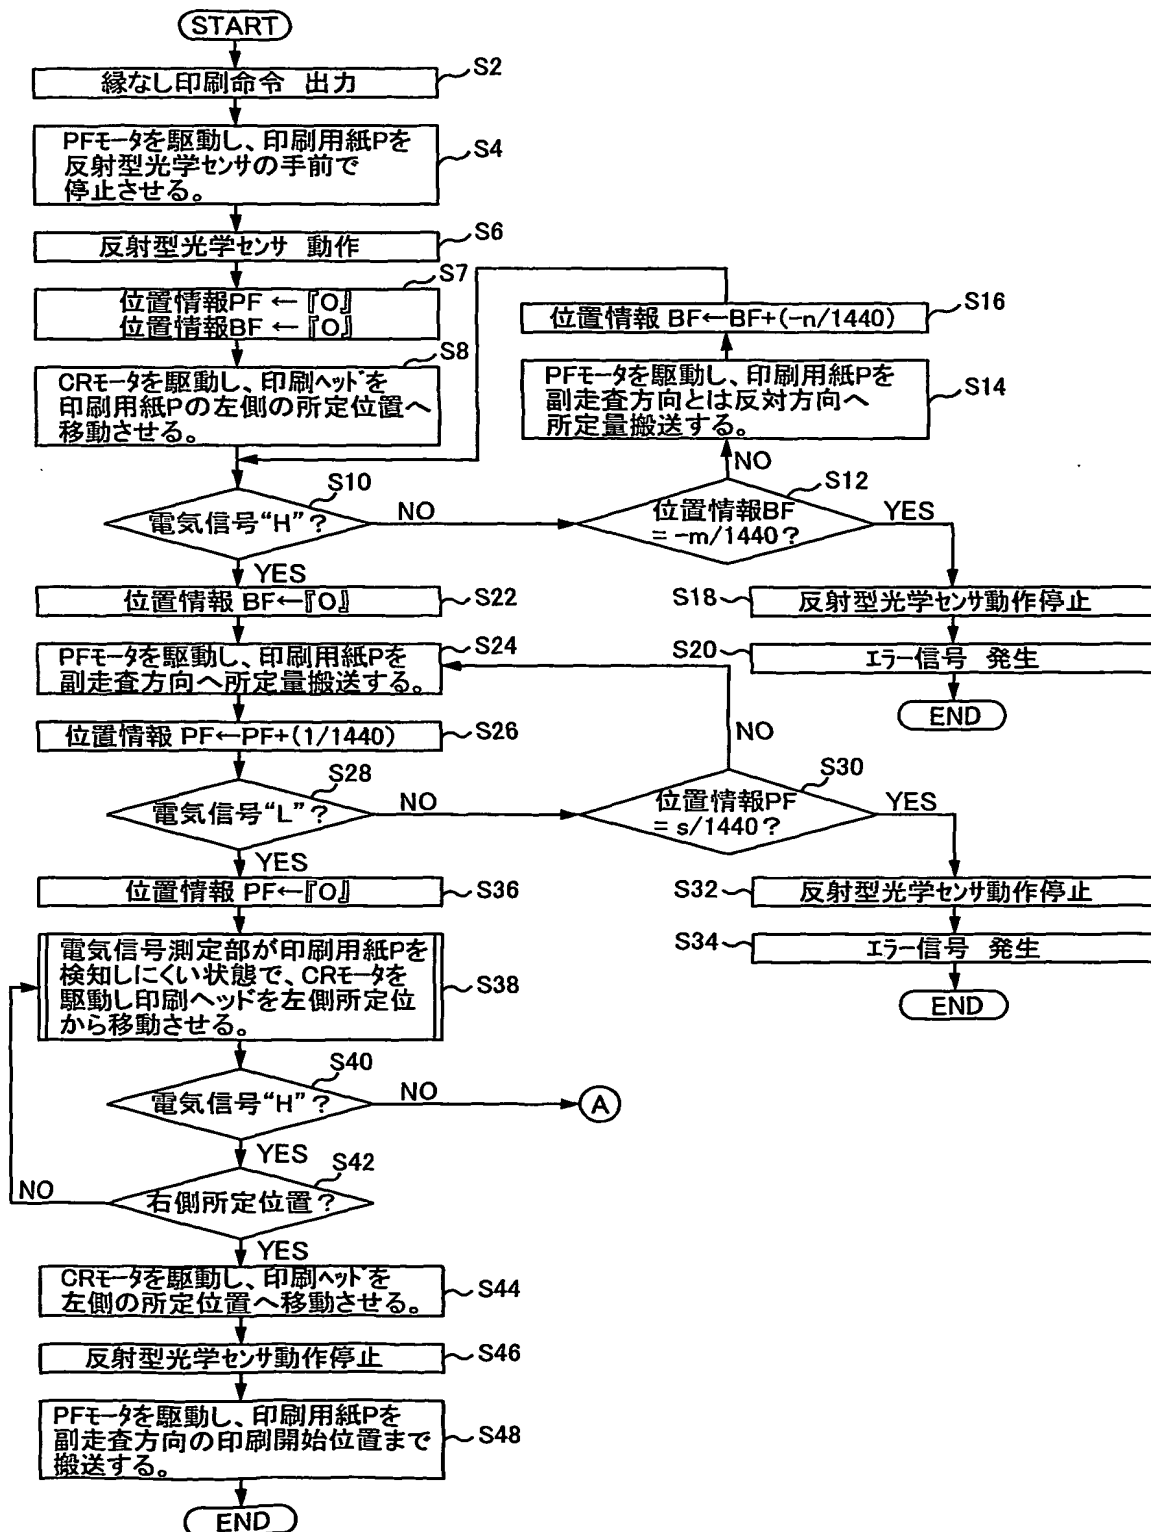 START
縁なし印刷命令 出力
S2
PFモータを駆動し、印刷用紙Pを
反射型光学センサの手前で
停止させる。
S4
反射型光学センサ 動作
S6
S7
位置情報PF ← 『O』
位置情報BF ← 『O』
S8
CRモータを駆動し、印刷ヘッドを
印刷用紙Pの左側の所定位置へ
移動させる。
位置情報 BF←BF+(-n/1440)
S16
PFモータを駆動し、印刷用紙Pを
副走査方向とは反対方向へ
所定量搬送する。
S14
NO
S10
電気信号“H”?
NO
S12
位置情報BF
= -m/1440?
YES
YES
位置情報 BF←『O』
S22
S18
反射型光学センサ動作停止
S20
エラー信号 発生
END
PFモータを駆動し、印刷用紙Pを
副走査方向へ所定量搬送する。
S24
位置情報 PF←PF+(1/1440)
S26
NO
S28
電気信号“L”?
NO
S30
位置情報PF
= s/1440?
YES
YES
位置情報 PF←『O』
S36
S32
反射型光学センサ動作停止
S34
エラー信号 発生
END
電気信号測定部が印刷用紙Pを
検知しにくい状態で、CRモータを
駆動し印刷ヘッドを左側所定位
から移動させる。
S38
S40
電気信号“H”?
NO
A
YES
S42
右側所定位置?
NO
YES
CRモータを駆動し、印刷ヘッドを
左側の所定位置へ移動させる。
S44
反射型光学センサ動作停止
S46
PFモータを駆動し、印刷用紙Pを
副走査方向の印刷開始位置まで
搬送する。
S48
END